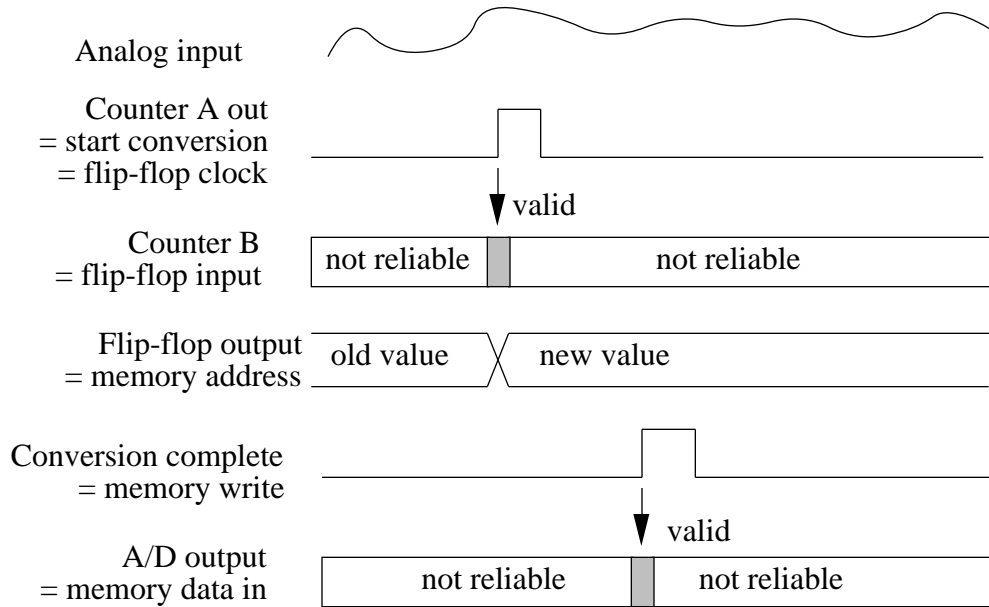 Analog input
Counter A out
= start conversion
= flip-flop clock
valid
Counter B
= flip-flop input
not reliable
not reliable
Flip-flop output
= memory address
old value
new value
Conversion complete
= memory write
valid
A/D output
= memory data in
not reliable
not reliable